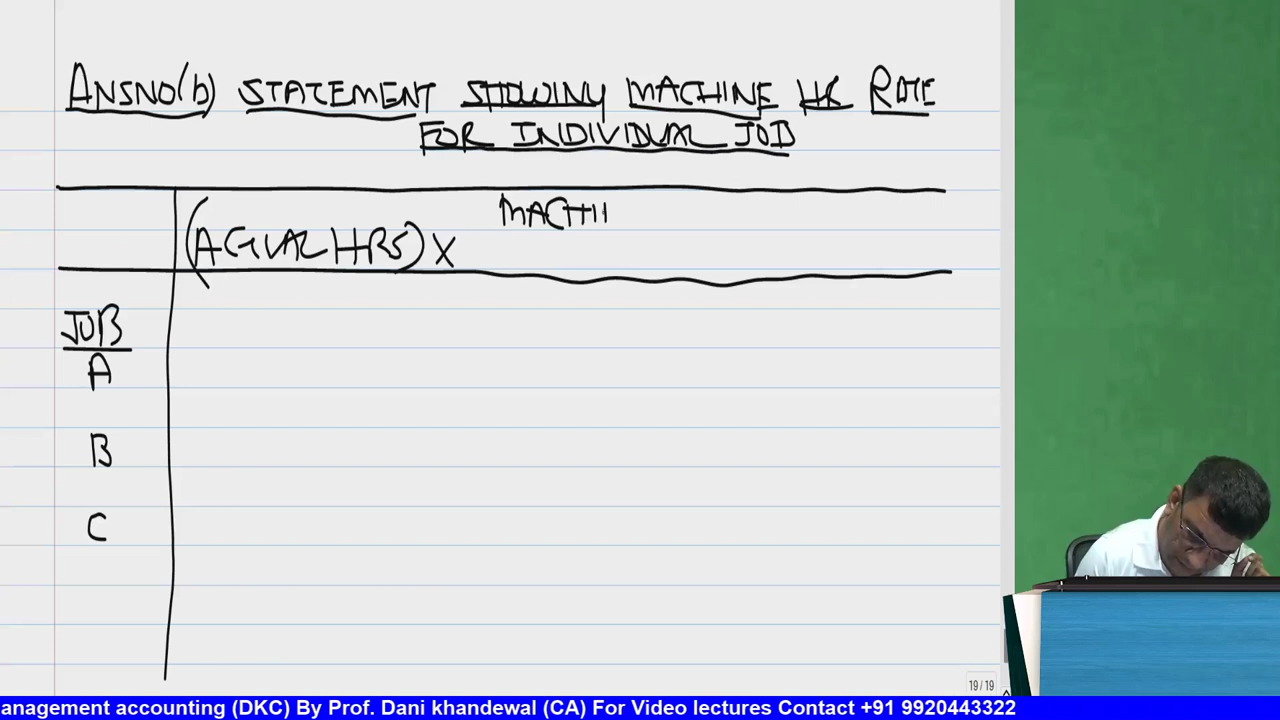 ANSNO(b) STATEMENT SHOWING MACHINE HR RATE
FOR INDIVIDUAL JOB
MACHI
(ACTUAL HRS) X
JOB
A
B
C
19/19
anagement accounting (DKC) By Prof. Dani khandewal (CA) For Video lectures Contact +91 9920443322